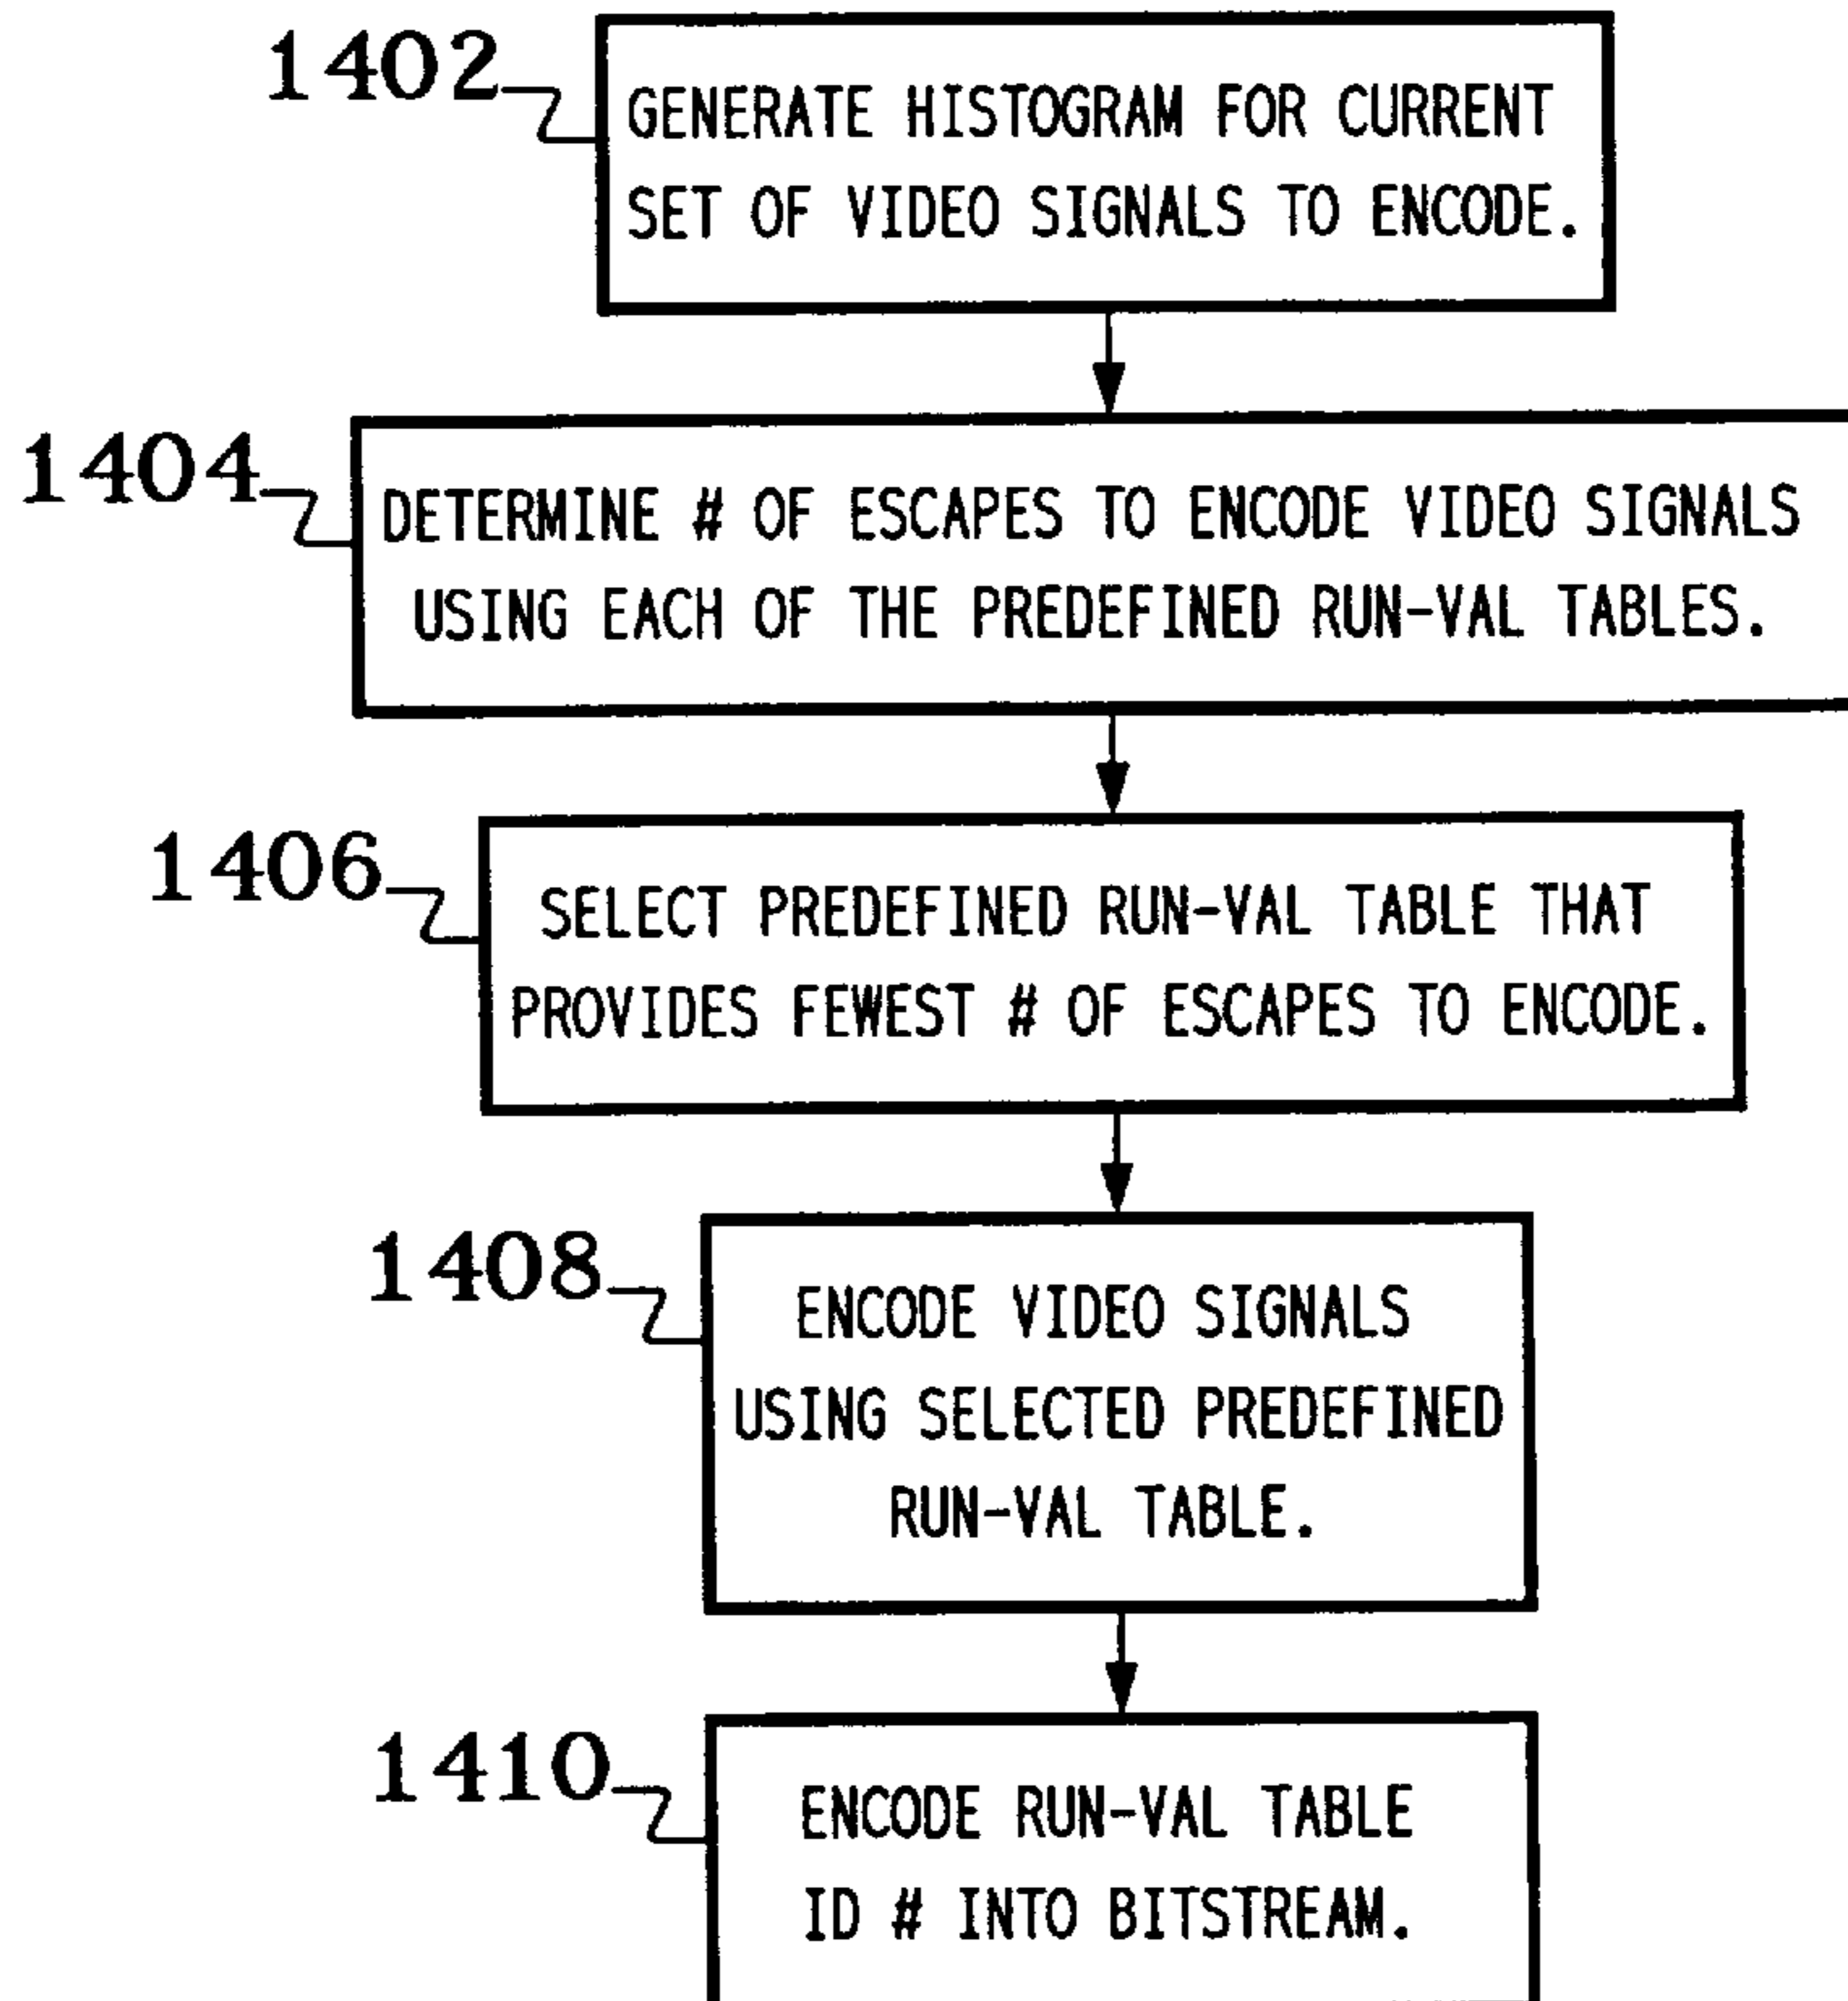 1402
GENERATE HISTOGRAM FOR CURRENT
SET OF VIDEO SIGNALS TO ENCODE.
1404
DETERMINE # OF ESCAPES TO ENCODE VIDEO SIGNALS
USING EACH OF THE PREDEFINED RUN-VAL TABLES.
1406
SELECT PREDEFINED RUN-VAL TABLE THAT
PROVIDES FEWEST # OF ESCAPES TO ENCODE.
1408
ENCODE VIDEO SIGNALS
USING SELECTED PREDEFINED
RUN-VAL TABLE.
1410
ENCODE RUN-VAL TABLE
ID # INTO BITSTREAM.